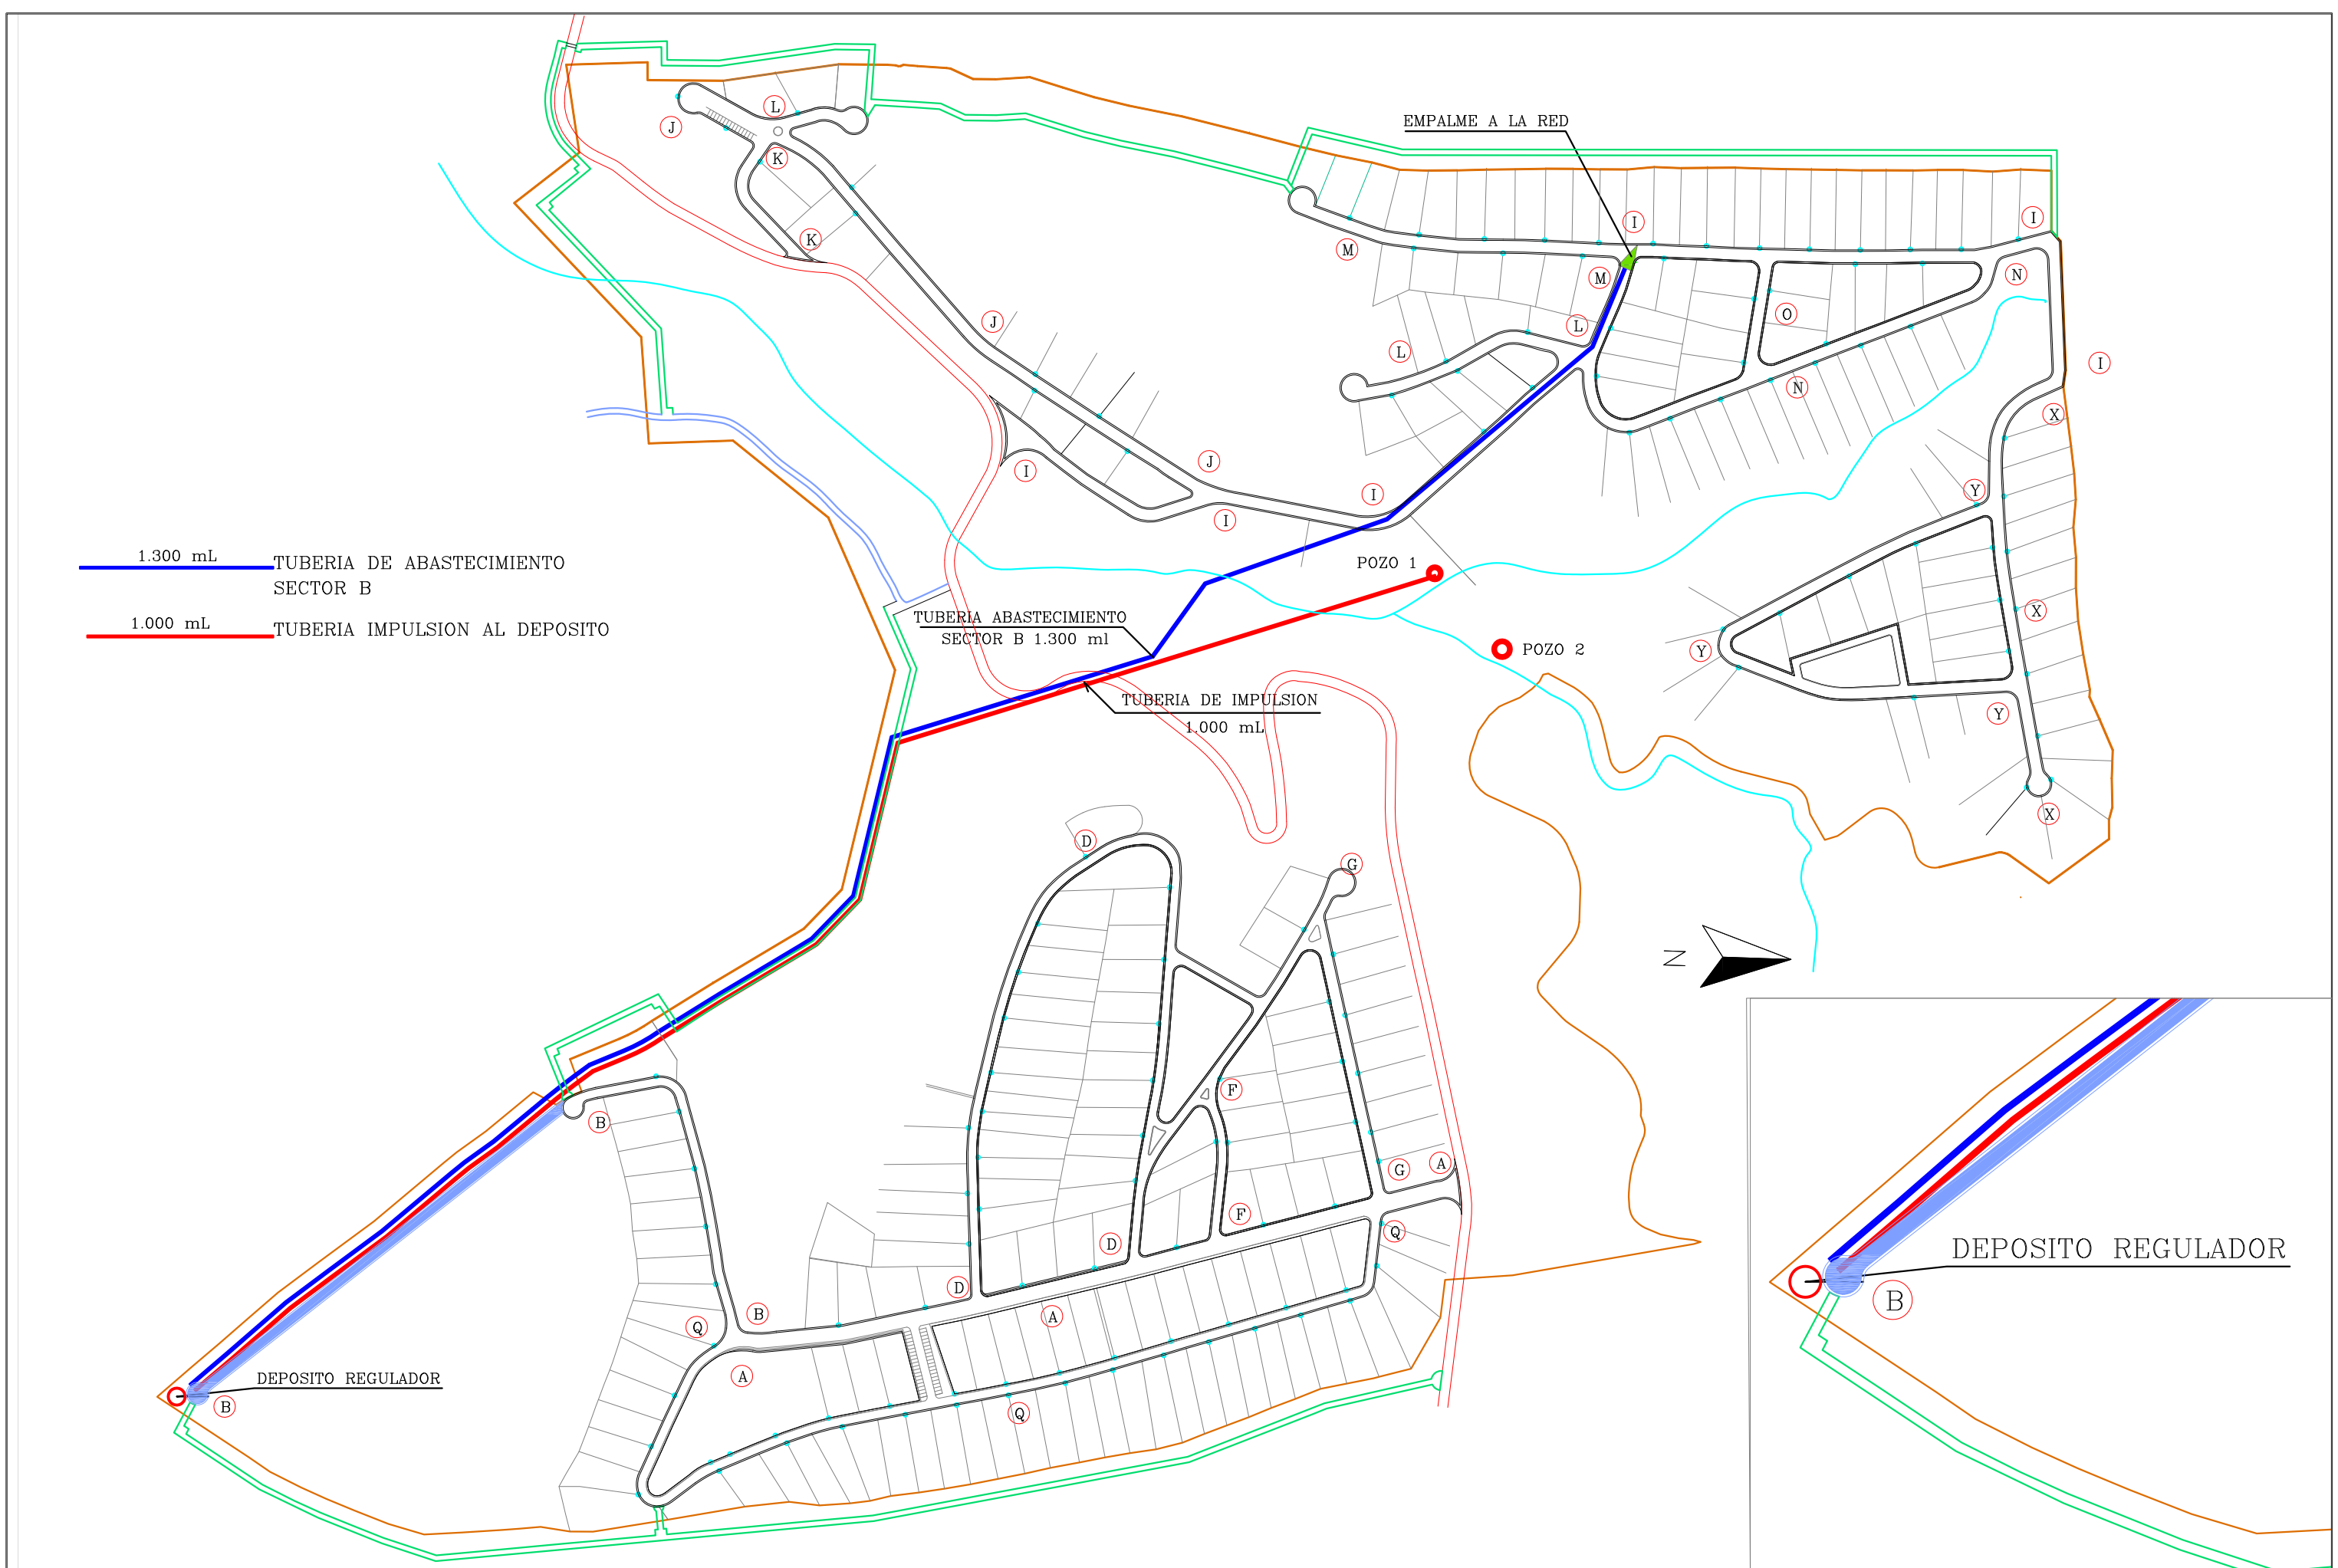 L
J
K
K
EMPALME A LA RED
I
I
M
M
N
O
L
L
N
I
X
J
J
I
I
I
Y
1.300 mL
TUBERIA DE ABASTECIMIENTO
SECTOR B
1.000 mL
TUBERIA IMPULSION AL DEPOSITO
POZO 1
TUBERIA ABASTECIMIENTO
SECTOR B 1.300 ml
X
POZO 2
Y
TUBERIA DE IMPULSION
1.000 mL
Y
X
D
G
N
F
B
G
A
F
Q
D
D
B
A
Q
A
Q
DEPOSITO REGULADOR
B
DEPOSITO REGULADOR
B